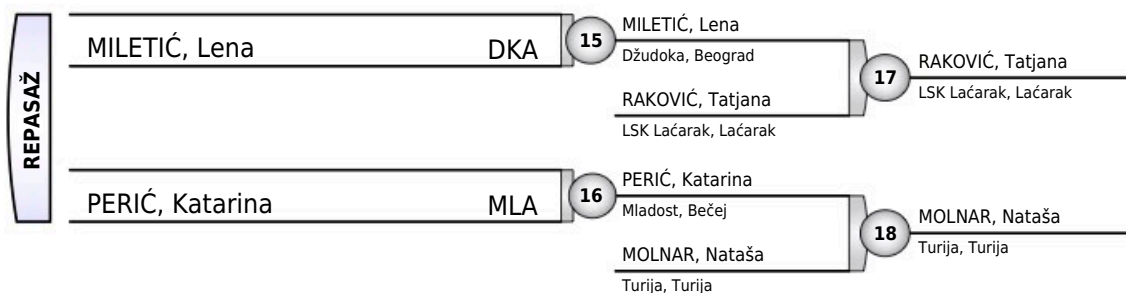 REPASAŽ
MILETIĆ, Lena DKA
15
MILETIĆ, Lena
Džudoka, Beograd
RAKOVIĆ, Tatjana
LSK Laćarak, Laćarak
17
RAKOVIĆ, Tatjana
LSK Laćarak, Laćarak
PERIĆ, Katarina MLA
16
PERIĆ, Katarina
Mladost, Bečej
MOLNAR, Nataša
Turija, Turija
18
MOLNAR, Nataša
Turija, Turija